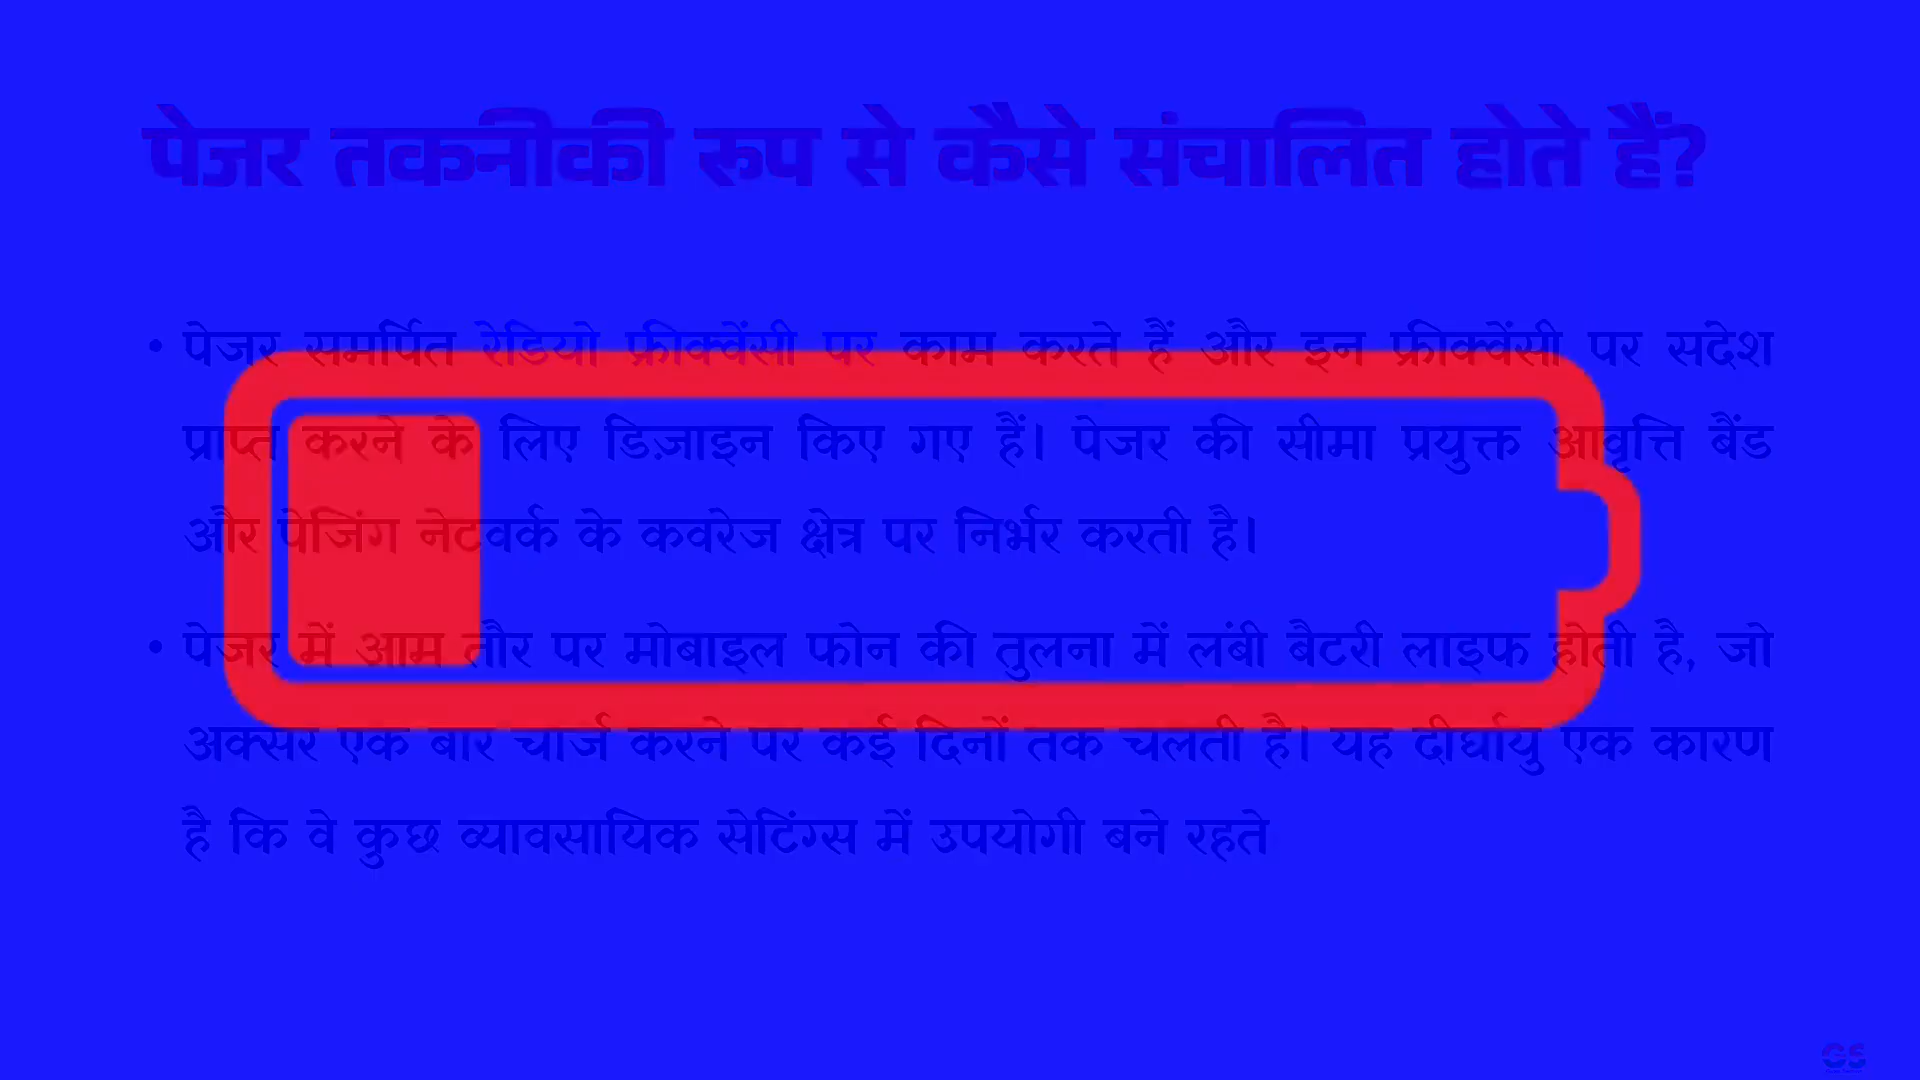 पेजर तकनीकी रुप से कैसे संचालित होते हैं?
• पेजर समर्पित रेडियो फ्रीक्वेंसी पर काम करते हैं और इन फ्रीक्वेंसी पर सदेश
प्राप्त करने के लिए डिज़ाइन किए गए हैं। पेजर की सीमा प्रयुक्त आवृत्ति बैंड
और पेजिंग नेटवर्क के कवरेज क्षेत्र पर निर्भर करती है।
• पेजर में आम तौर पर मोबाइल फोन की तुलना में लंबी बैटरी लाइफ होती है, जो
अक्सर एक बार चार्ज करने पर कई दिनों तक चलती है। यह दीर्घायु एक कारण
है कि वे कुछ व्यावसायिक सेटिंग्स में उपयोगी बने रहते
GS